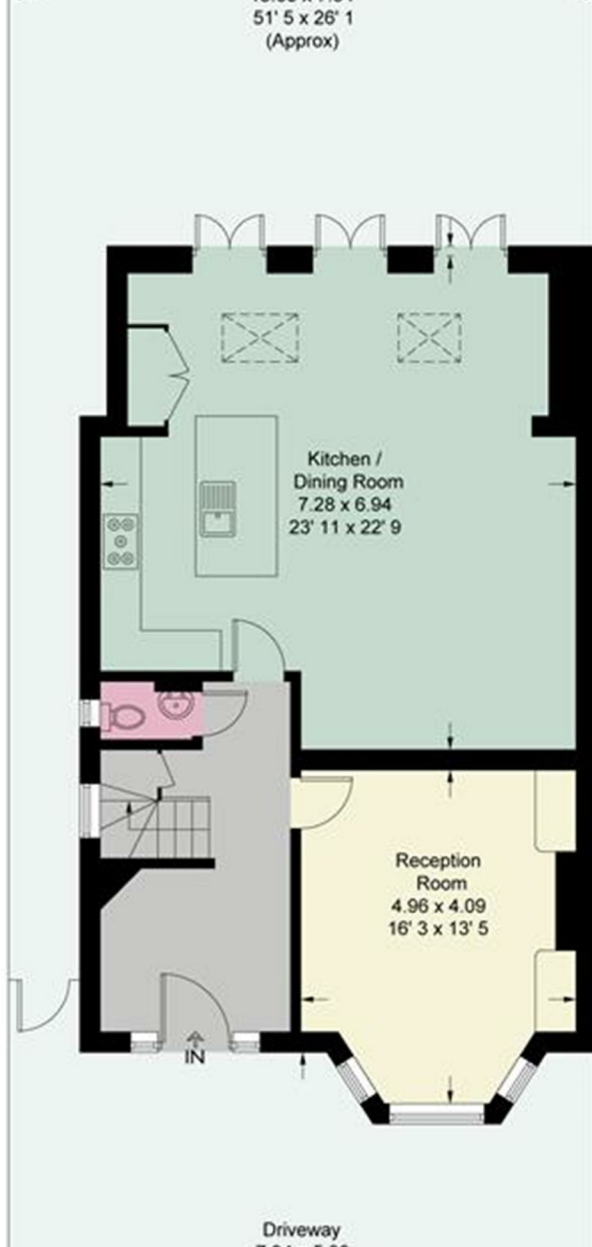 51' 5 x 26' 1
(Approx)
Kitchen /
Dining Room
7.28 x 6.94
23' 11 x 22' 9
Reception
Room
4.96 x 4.09
16' 3 x 13' 5
IN
Driveway